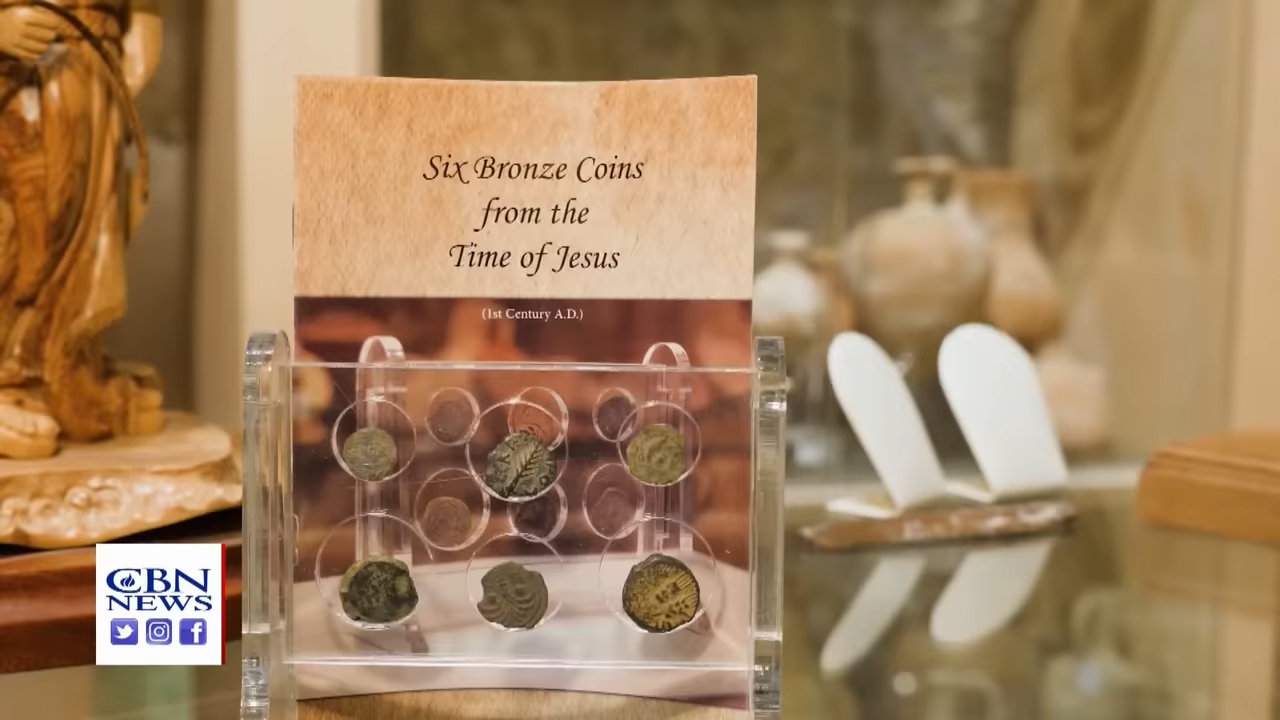 Six Bronze Coins
from the
Time of Jesus
(1st Century A.D.)
CBN
NEWS